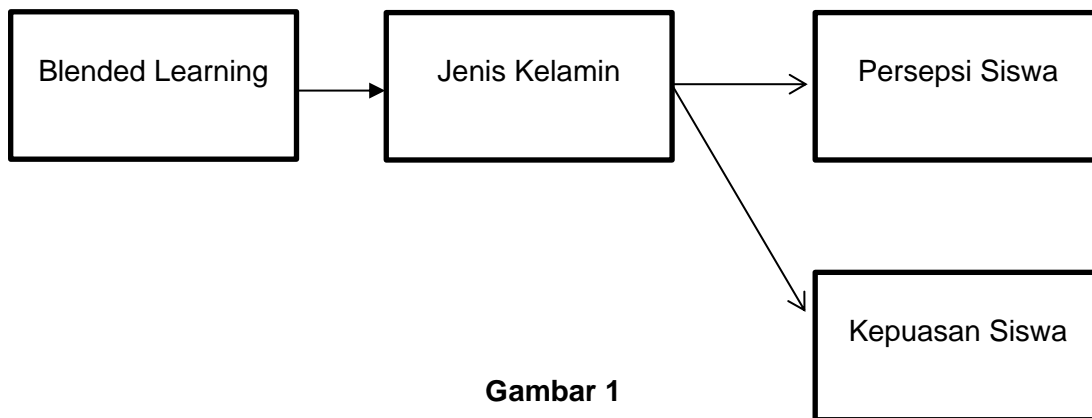 Blended Learning
Jenis Kelamin
Persepsi Siswa
Kepuasan Siswa
Gambar 1